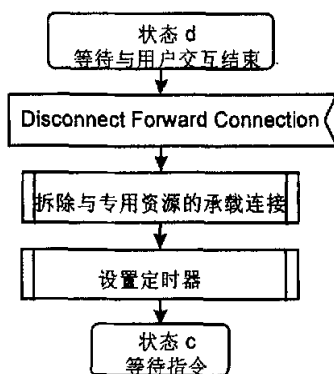 状态 d
等待与用户交互结束
Disconnect Forward Connection
拆除与专用资源的承载连接
设置定时器
状态 c
等待指令